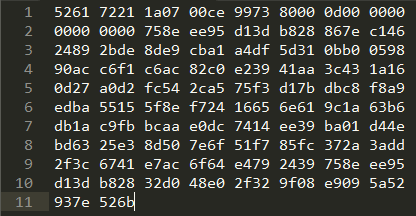 1 5261 7221 1a07 00ce 9973 8000 0d00 0000
2 0000 0000 758e ee95 d13d b828 867e c146
3 2489 2bde 8de9 cba1 a4df 5d31 0bb0 0598
4 90ac c6f1 c6ac 82c0 e239 41aa 3c43 1a16
5 0d27 a0d2 fc54 2ca5 75f3 d17b dbc8 f8a9
6 edba 5515 5f8e f724 1665 6e61 9c1a 63b6
7 db1a c9fb bcaa e0dc 7414 ee39 ba01 d44e
8 bd63 25e3 8d50 7e6f 51f7 85fc 372a 3add
9 2f3c 6741 e7ac 6f64 e479 2439 758e ee95
10 d13d b828 32d0 48e0 2f32 9f08 e909 5a52
11 937e 526b